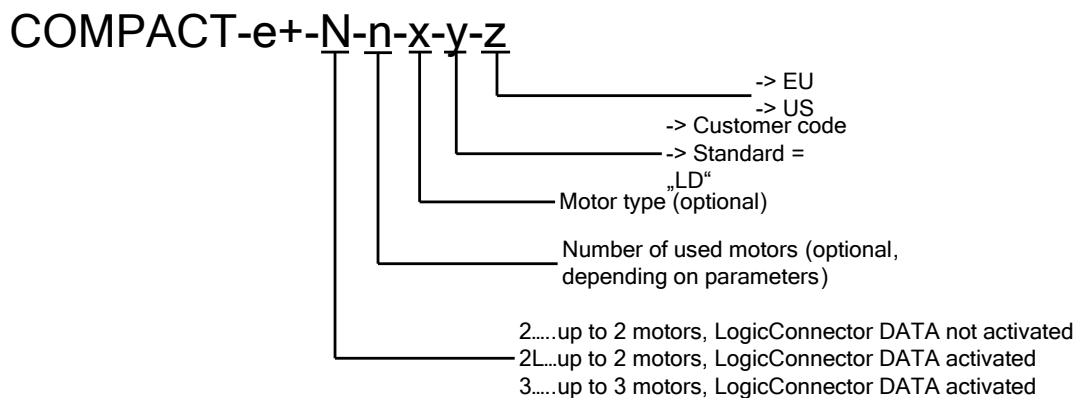 COMPACT-e+-N-n-x-y-z
-> EU
-> US
-> Customer code
-> Standard =
„LD“
Motor type (optional)
Number of used motors (optional,
depending on parameters)
2.....up to 2 motors, LogicConnector DATA not activated
2L...up to 2 motors, LogicConnector DATA activated
3.....up to 3 motors, LogicConnector DATA activated